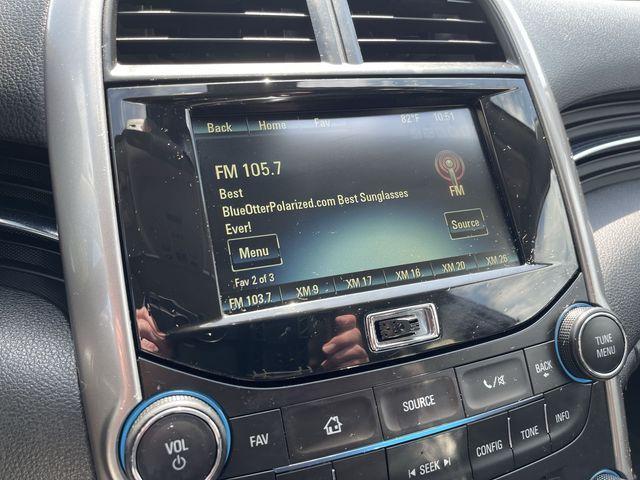 Back Home Fav... 82°F 10:51
FM 105.7
Best
BlueOtterPolarized.com Best Sunglasses
Ever!
FM
Menu
Source
Fav 2 of 3
FM 103.7 XM 9 XM 17 XM 16 XM 20 XM 25
VOL
FAV
SOURCE
BACK
TUNE
MENU
SEEK
CONFIG
TONE
INFO